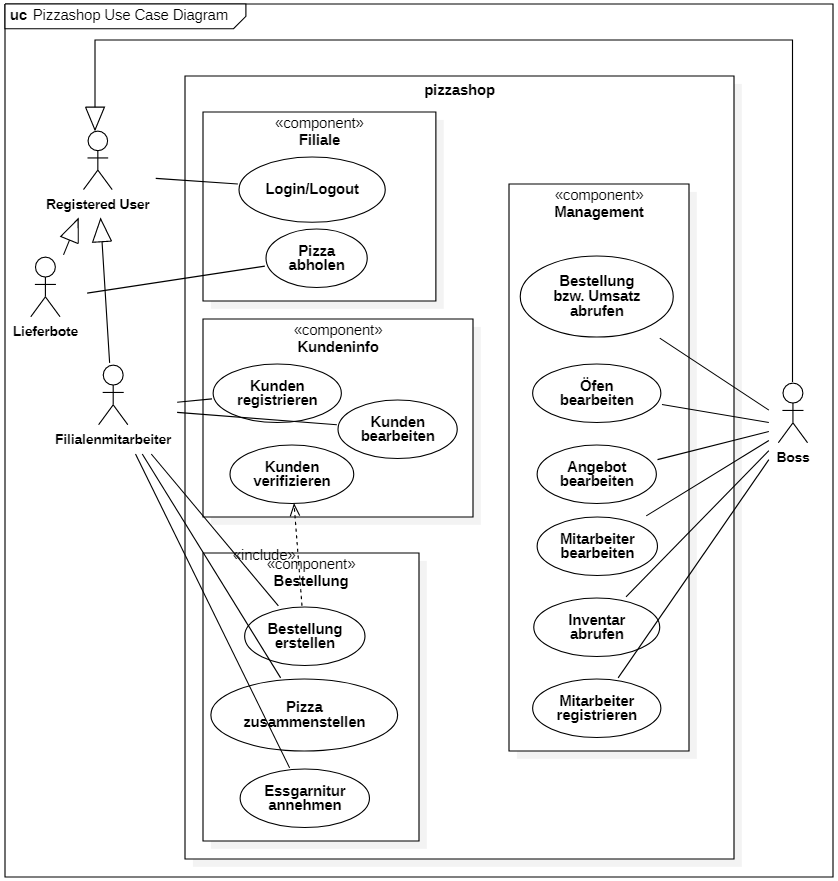 uc Pizzashop Use Case Diagram
pizzashop
«component»
Filiale
Login/Logout
Pizza
abholen
Registered User
Lieferbote
«component»
Kundeninfo
Kunden
registrieren
Kunden
bearbeiten
Kunden
verifizieren
Filialenmitarbeiter
«include»
«component»
Bestellung
Bestellung
erstellen
Pizza
zusammenstellen
Essgarnitur
annehmen
«component»
Management
Bestellung
bzw. Umsatz
abrufen
Öfen
bearbeiten
Angebot
bearbeiten
Mitarbeiter
bearbeiten
Inventar
abrufen
Mitarbeiter
registrieren
Boss